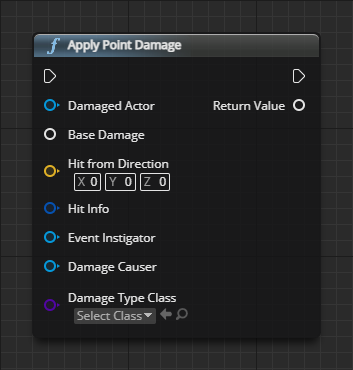 f Apply Point Damage
Damaged Actor Return Value
Base Damage
Hit from Direction
X 0 Y 0 Z 0
Hit Info
Event Instigator
Damage Causer
Damage Type Class
Select Class